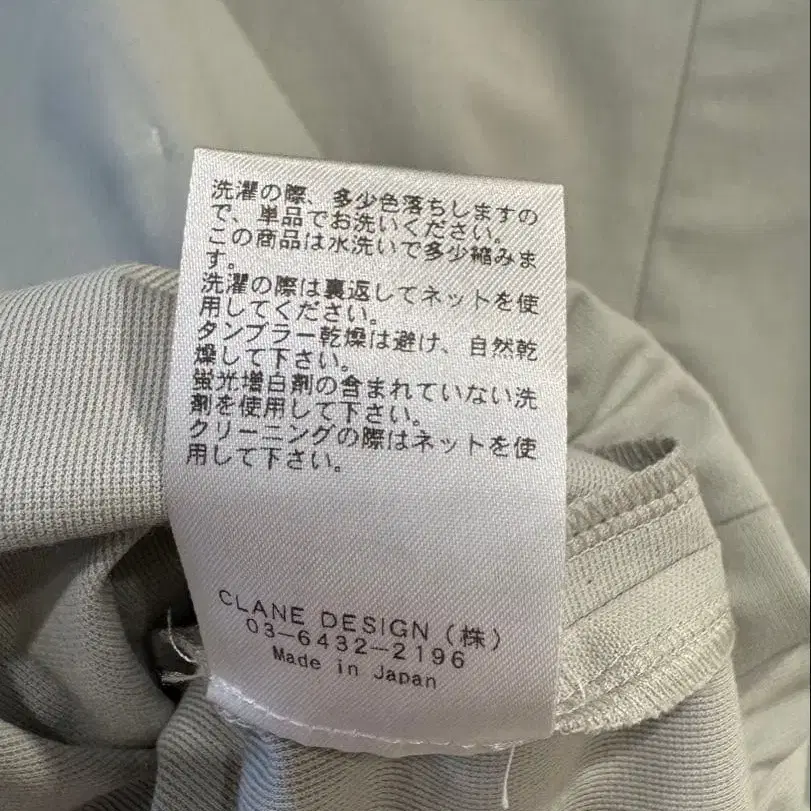 洗濯の際、多少色落ちしますの
で、単品でお洗いください。
この商品は水洗いで多少縮みま
す。
洗濯の際は裏返してネットを使
用してください。
タンブラー乾燥は避け、自然乾
燥して下さい。
蛍光増白剤の含まれていない洗
剤を使用して下さい。
クリーニングの際はネットを使
用して下さい。
CLANE DESIGN（株）
03-6432-2196
Made in Japan